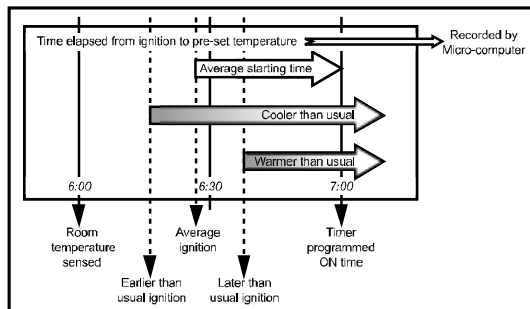 Time elapsed from ignition to pre-set temperature
Recorded by
Micro-computer
Average starting time
Cooler than usual
Warmer than usual
6:00
6:30
7:00
Room
temperature
sensed
Average
ignition
Timer
programmed
ON time
Earlier than
usual ignition
Later than
usual ignition